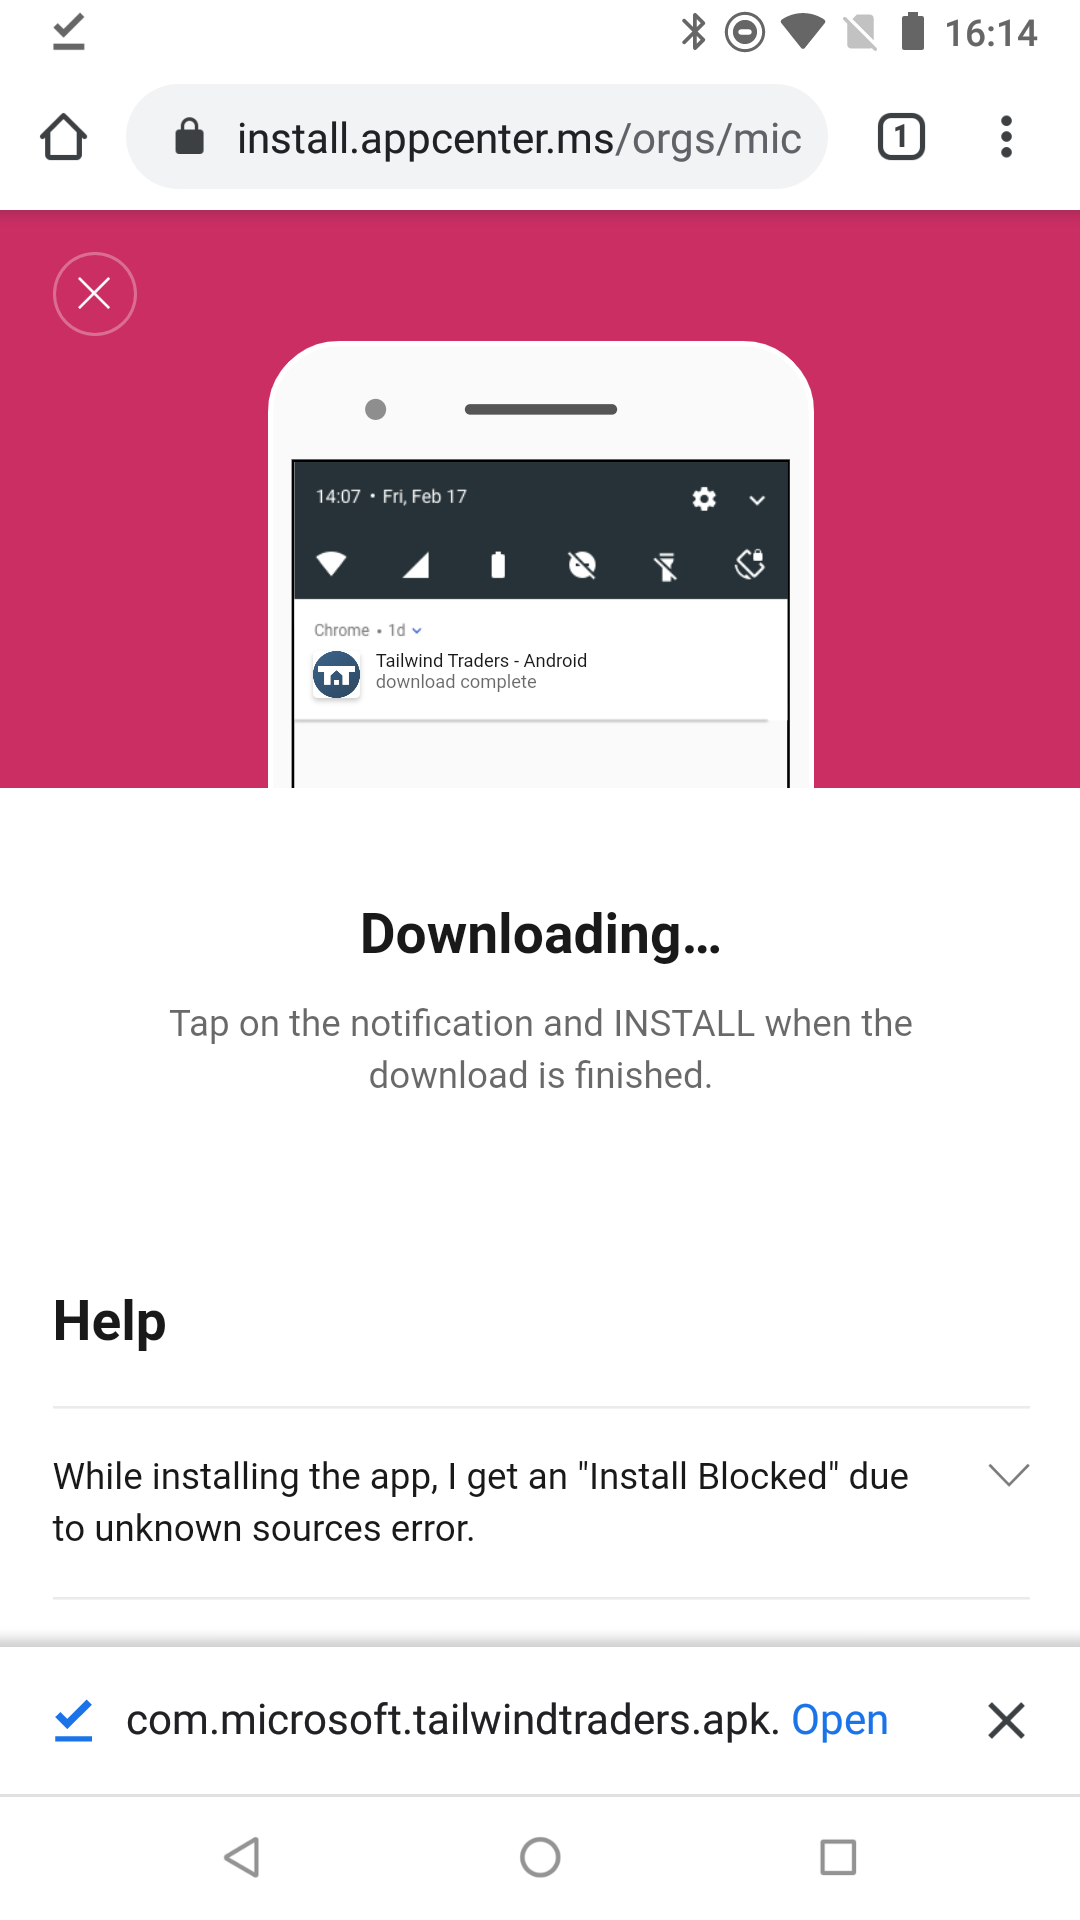 16:14
install.appcenter.ms/orgs/mic
1
14:07 • Fri, Feb 17
Chrome • 1d
Tailwind Traders - Android
download complete
Downloading...
Tap on the notification and INSTALL when the
download is finished.
Help
While installing the app, I get an "Install Blocked" due
to unknown sources error.
com.microsoft.tailwindtraders.apk. Open